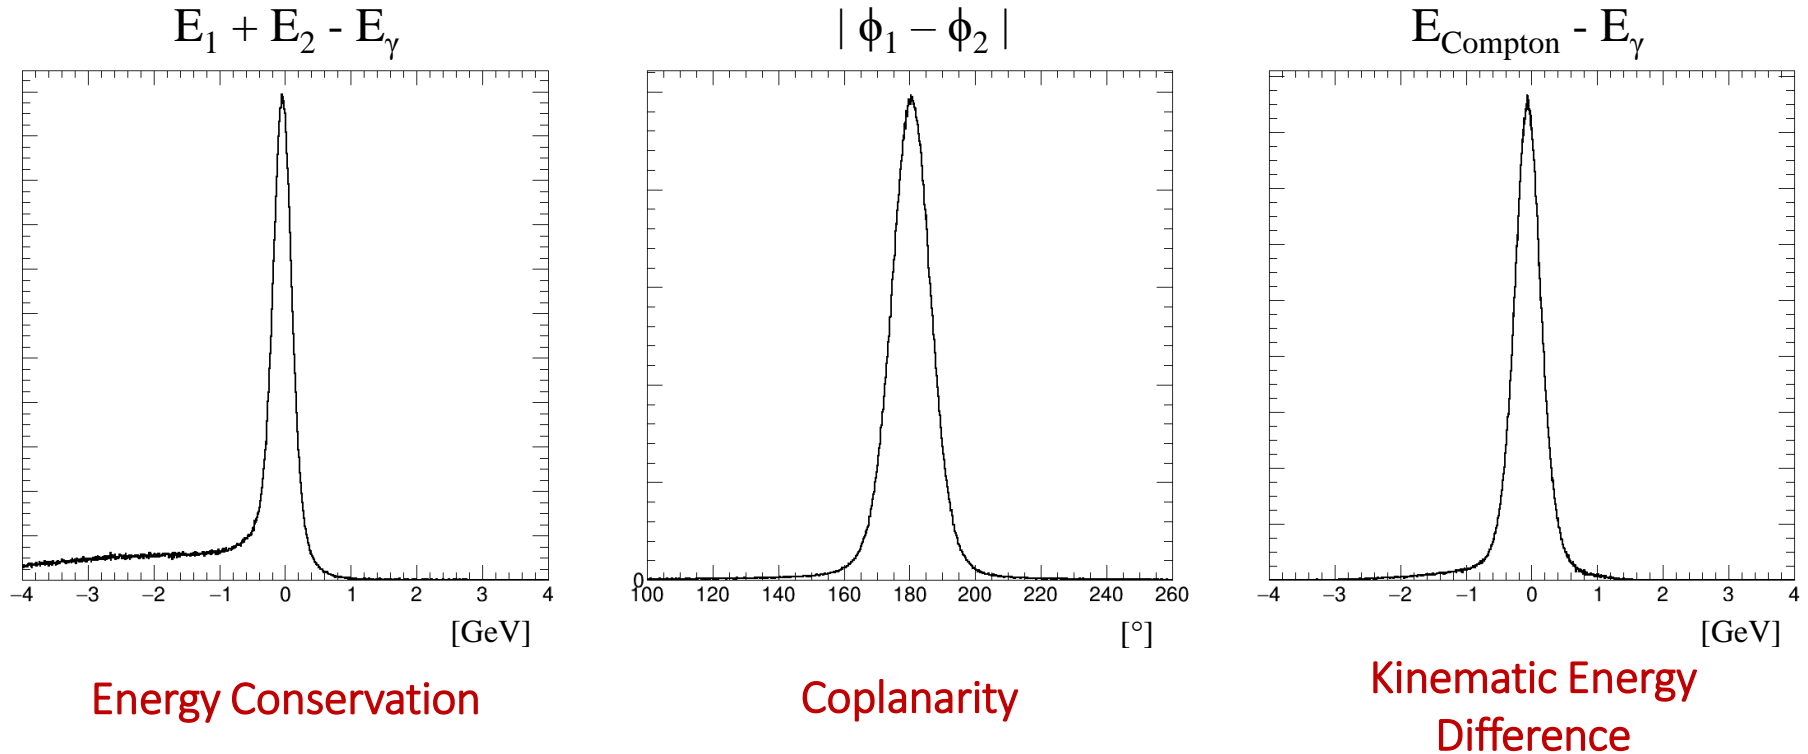 E₁ + E₂ - Eᵧ
| ϕ₁ – ϕ₂ |
E_Compton - Eᵧ
−4 −3 −2 −1 0 1 2 3 4
0
100 120 140 160 180 200 220 240 260
−4 −3 −2 −1 0 1 2 3 4
[GeV]
[°]
[GeV]
Energy Conservation
Coplanarity
Kinematic Energy
Difference